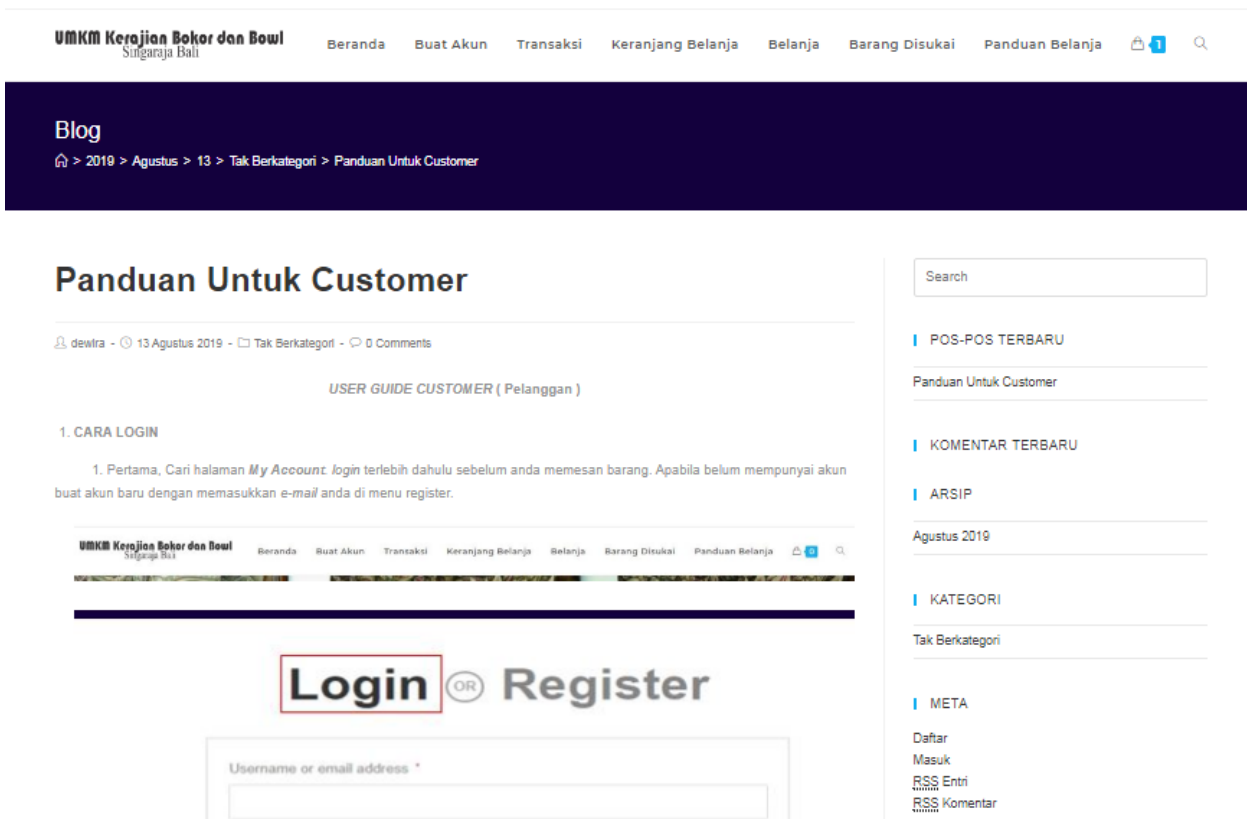 UMKM Kerajian Bokor dan Bowl
Singaraja Bali
Beranda Buat Akun Transaksi Keranjang Belanja Belanja Barang Disukai Panduan Belanja 1
Blog
> 2019 > Agustus > 13 > Tak Berkategori > Panduan Untuk Customer
Panduan Untuk Customer
dewira - 13 Agustus 2019 - Tak Berkategori - 0 Comments
USER GUIDE CUSTOMER ( Pelanggan )
1. CARA LOGIN
1. Pertama, Cari halaman My Account. login terlebih dahulu sebelum anda memesan barang. Apabila belum mempunyai akun
buat akun baru dengan memasukkan e-mail anda di menu register.
UMKM Kerajian Bokor dan Bowl
Singaraja Bali
Beranda Buat Akun Transaksi Keranjang Belanja Belanja Barang Disukai Panduan Belanja 0
Login OR Register
Username or email address *
Search
POS-POS TERBARU
Panduan Untuk Customer
KOMENTAR TERBARU
ARSIP
Agustus 2019
KATEGORI
Tak Berkategori
META
Daftar
Masuk
RSS Entri
RSS Komentar